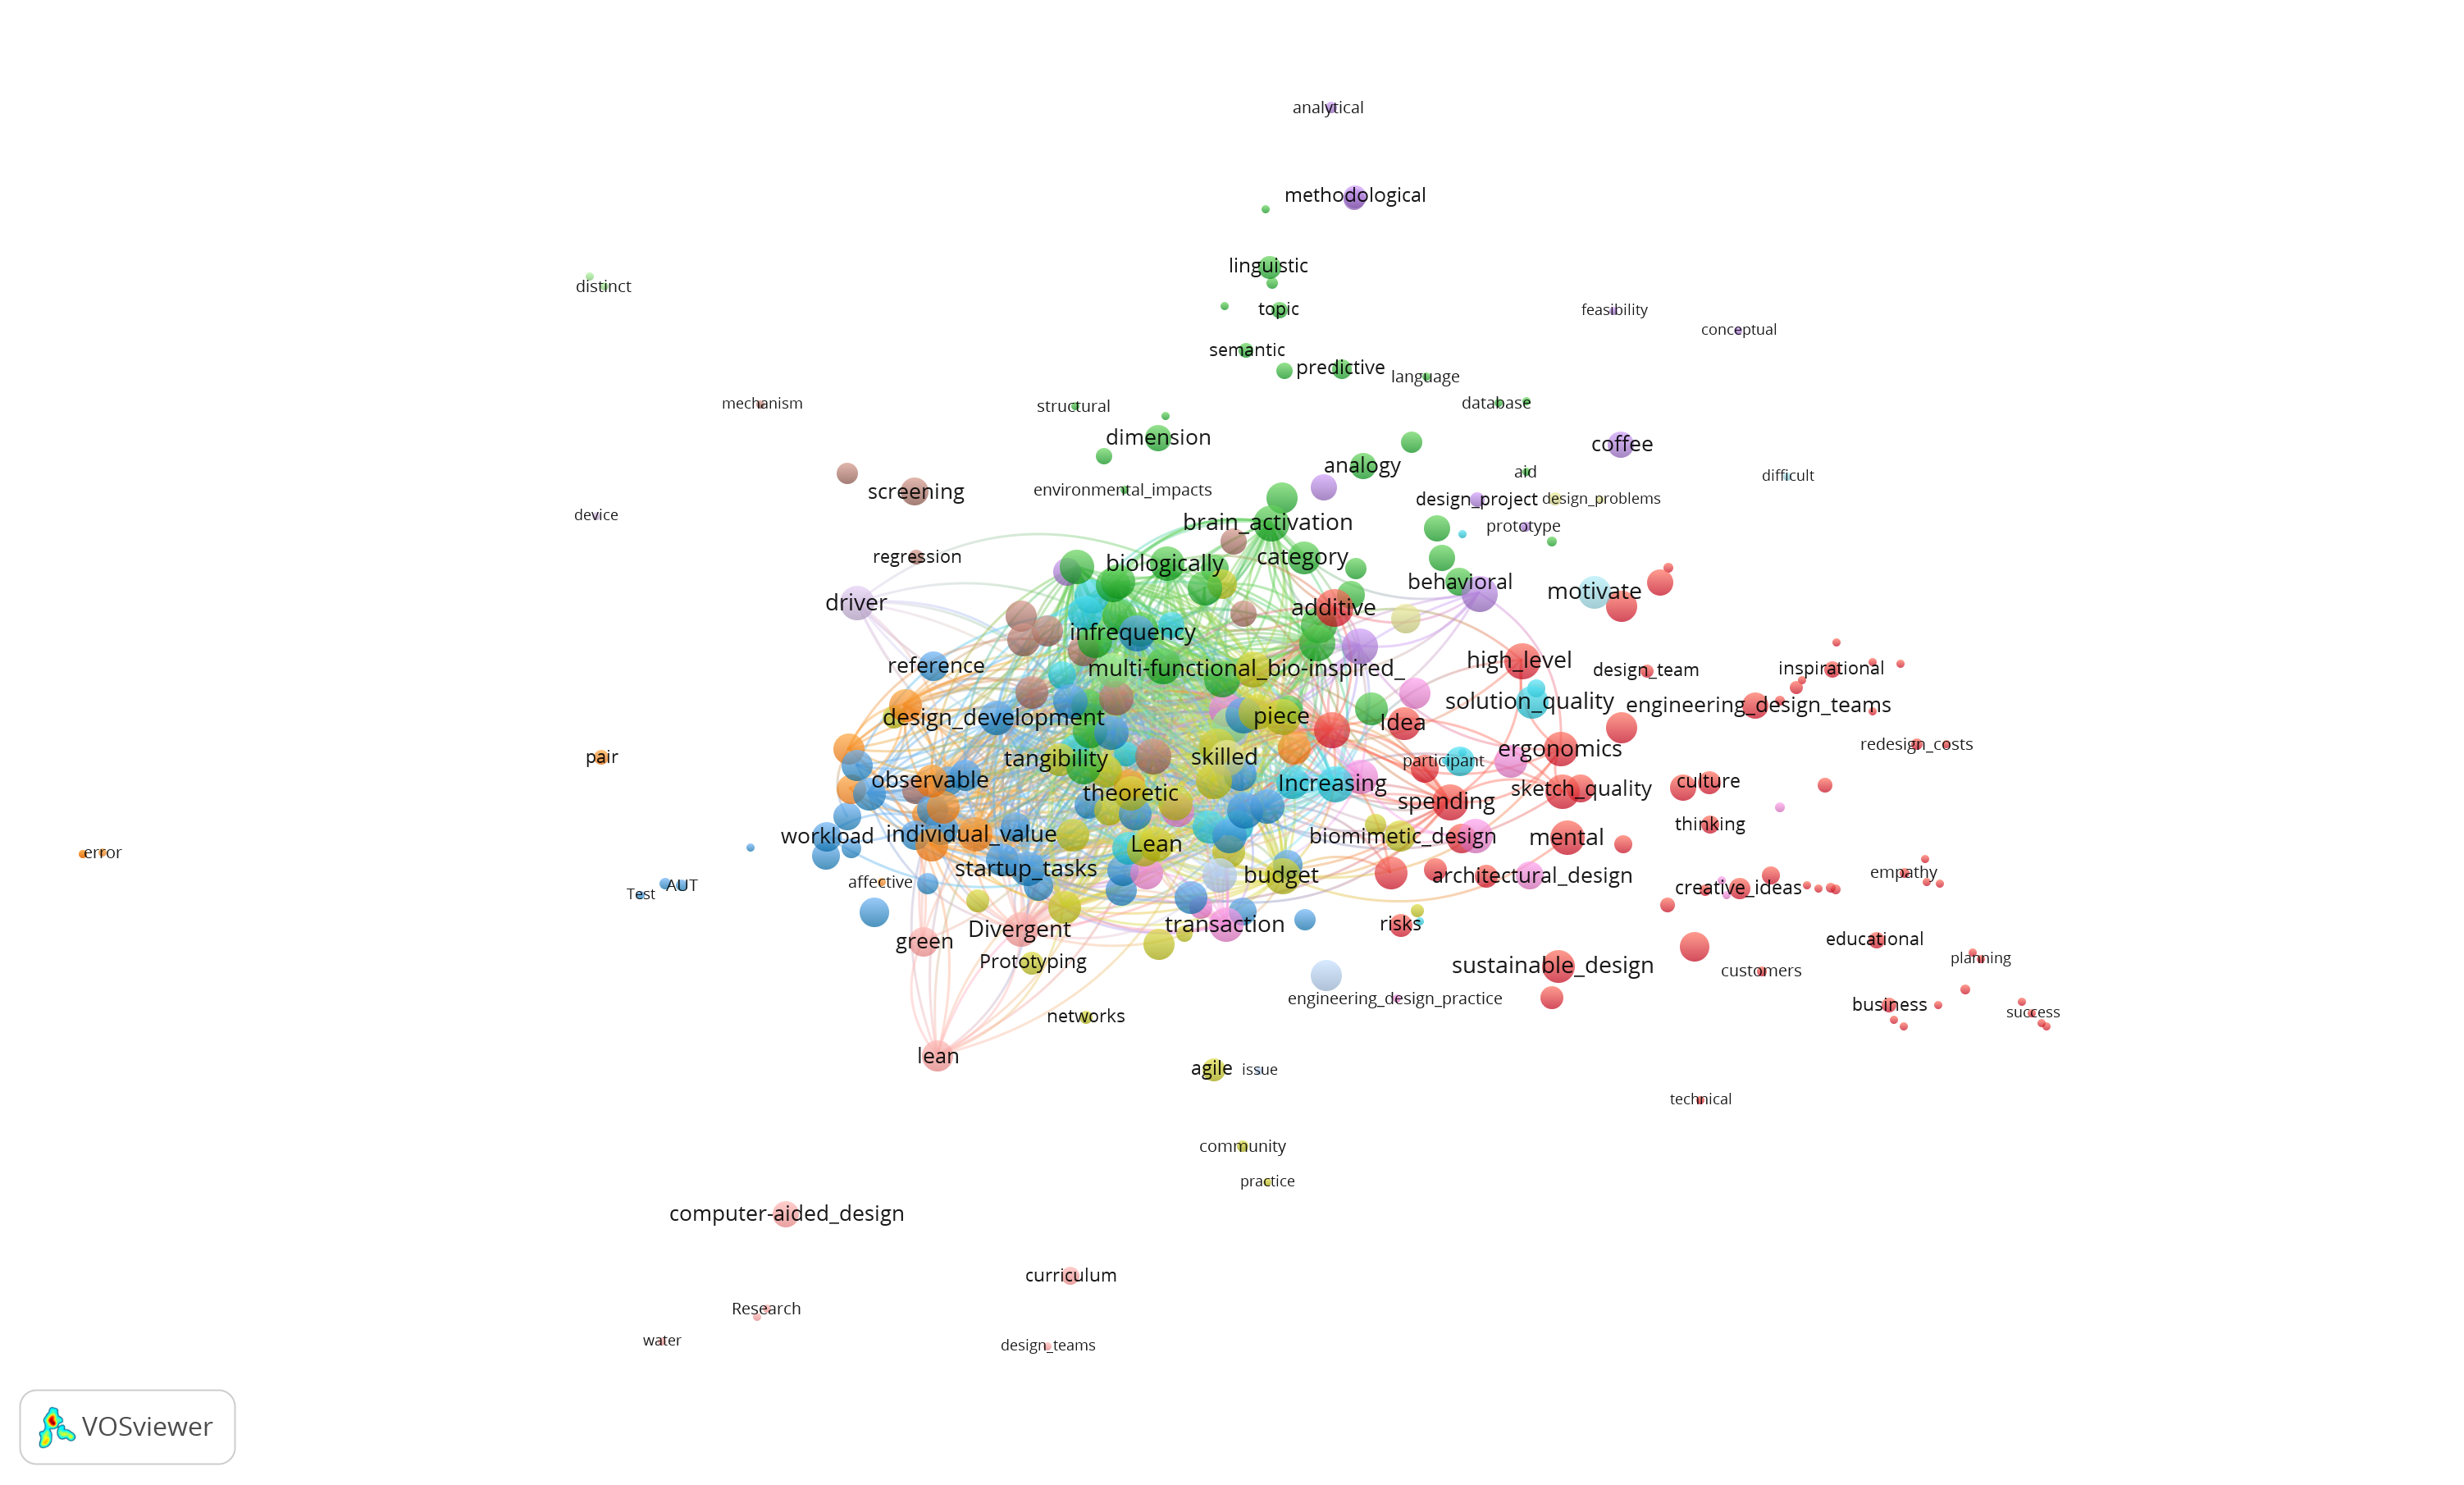 analytical
methodological
linguistic
distinct
topic
feasibility
conceptual
semantic
predictive
language
mechanism
structural
database
dimension
coffee
analogy
aid
difficult
screening
environmental_impacts
design_project
design_problems
device
brain_activation
prototype
regression
biologically
category
behavioral
motivate
driver
additive
infrequency
high_level
reference
multi-functional_bio-inspired_
design_team
inspirational
solution_quality
engineering_design_teams
design_development
piece
Idea
redesign_costs
ergonomics
pair
tangibility
skilled
participant
observable
Increasing
culture
sketch_quality
theoretic
spending
thinking
workload
individual_value
biomimetic_design
mental
Lean
error
startup_tasks
empathy
affective
budget
architectural_design
AUT
creative_ideas
Test
transaction
risks
Divergent
green
educational
planning
Prototyping
sustainable_design
customers
engineering_design_practice
business
success
networks
lean
agile
issue
technical
community
practice
computer-aided_design
curriculum
Research
water
design_teams
VOSviewer